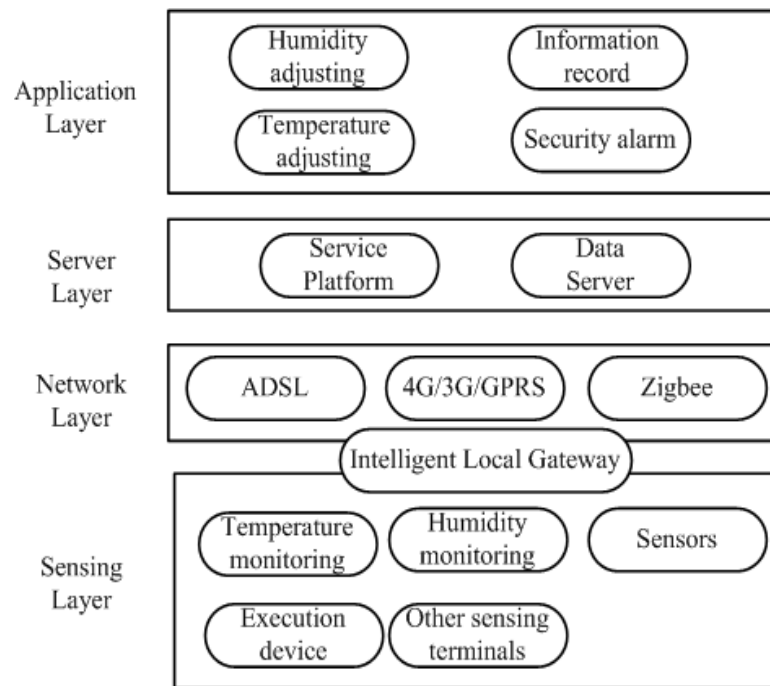 Application
Layer
Humidity
adjusting
Information
record
Temperature
adjusting
Security alarm
Server
Layer
Service
Platform
Data
Server
Network
Layer
ADSL
4G/3G/GPRS
Zigbee
Intelligent Local Gateway
Sensing
Layer
Temperature
monitoring
Humidity
monitoring
Sensors
Execution
device
Other sensing
terminals